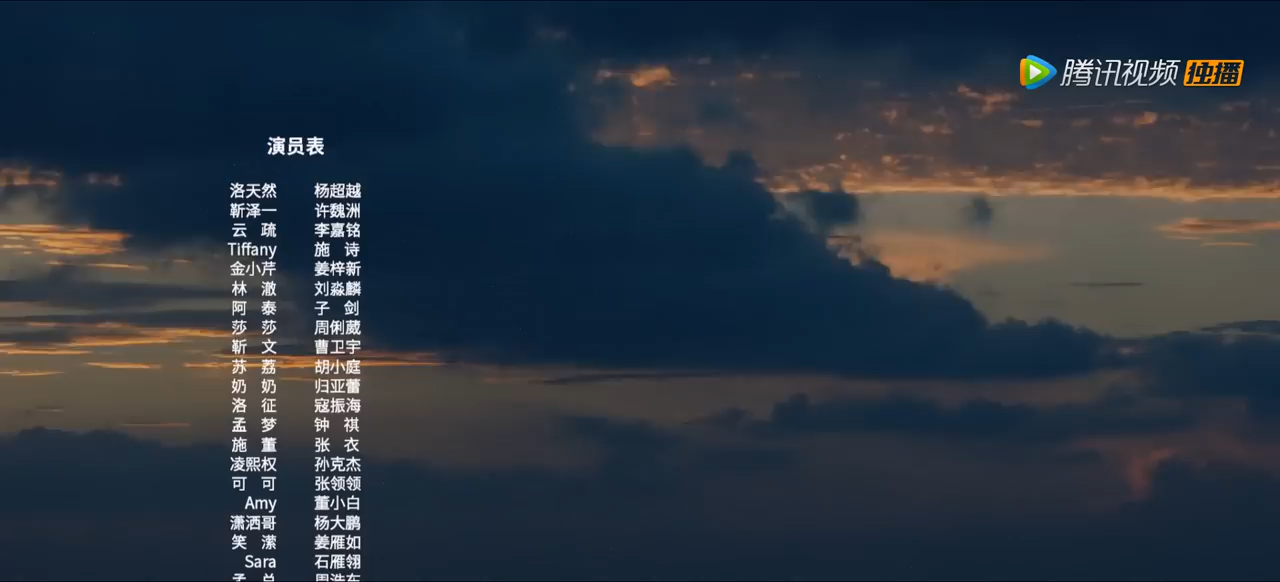 腾讯视频 独播
演员表
洛天然 杨超越
靳泽一 许魏洲
云 疏 李嘉铭
Tiffany 施 诗
金小芹 姜梓新
林 澈 刘淼麟
阿 泰 子 剑
莎 莎 周俐葳
靳 文 曹卫宇
苏 荔 胡小庭
奶 奶 归亚蕾
洛 征 寇振海
孟 梦 钟 祺
施 董 张 衣
凌熙权 孙克杰
可 可 张领领
Amy 董小白
潇洒哥 杨大鹏
笑 潆 姜雁如
Sara 石雁翎
孟 总 周浩东